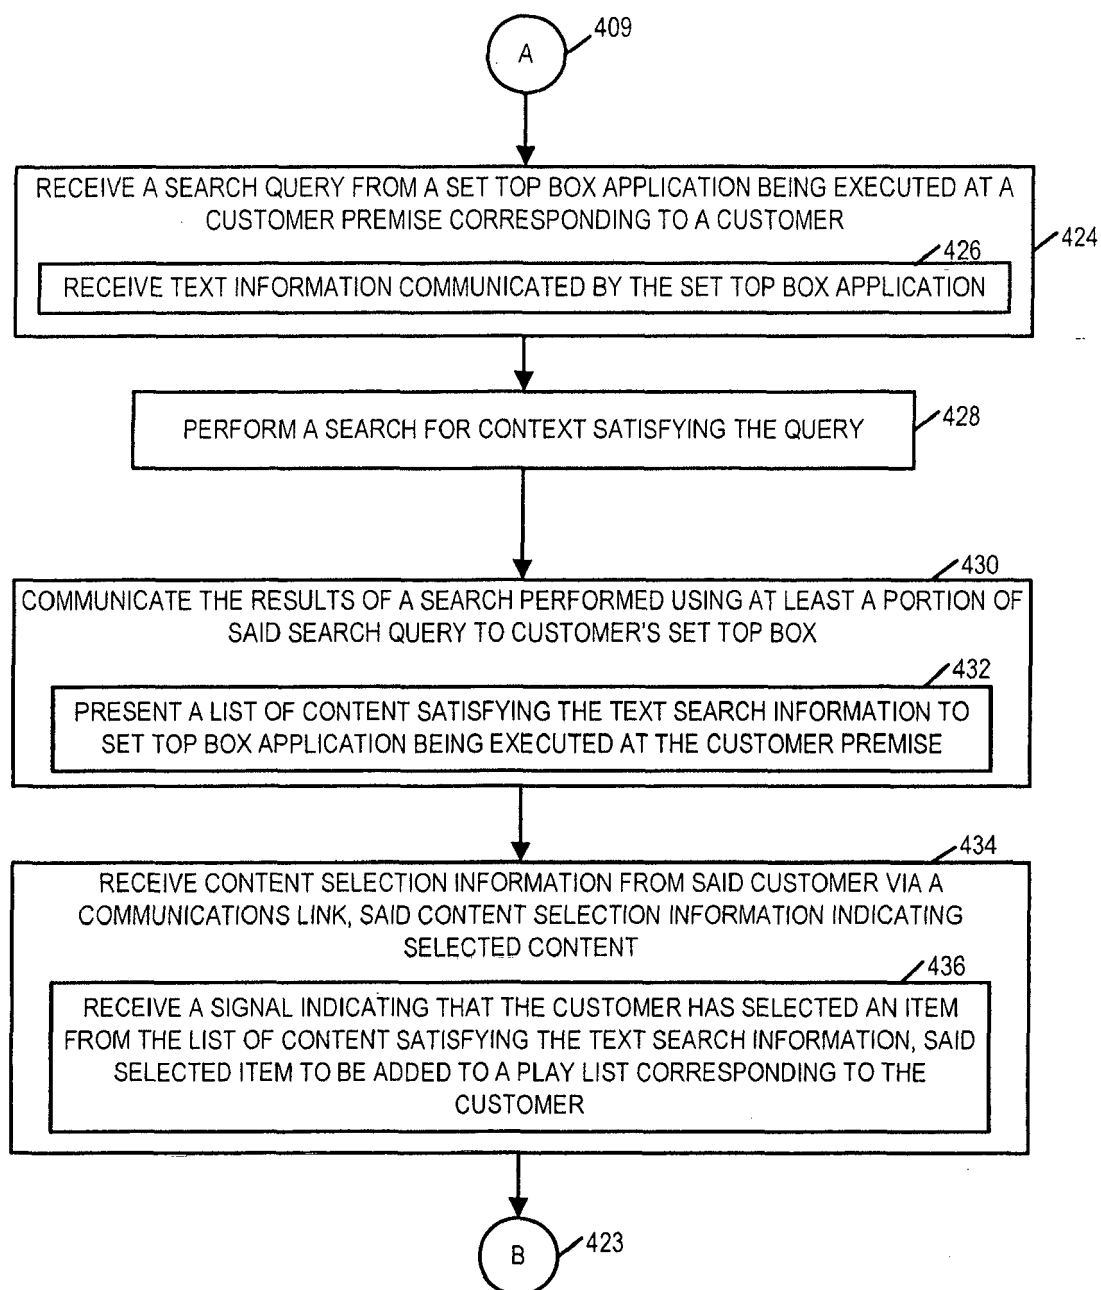 409
A
RECEIVE A SEARCH QUERY FROM A SET TOP BOX APPLICATION BEING EXECUTED AT A
CUSTOMER PREMISE CORRESPONDING TO A CUSTOMER
424
426
RECEIVE TEXT INFORMATION COMMUNICATED BY THE SET TOP BOX APPLICATION
PERFORM A SEARCH FOR CONTEXT SATISFYING THE QUERY
428
430
COMMUNICATE THE RESULTS OF A SEARCH PERFORMED USING AT LEAST A PORTION OF
SAID SEARCH QUERY TO CUSTOMER'S SET TOP BOX
432
PRESENT A LIST OF CONTENT SATISFYING THE TEXT SEARCH INFORMATION TO
SET TOP BOX APPLICATION BEING EXECUTED AT THE CUSTOMER PREMISE
434
RECEIVE CONTENT SELECTION INFORMATION FROM SAID CUSTOMER VIA A
COMMUNICATIONS LINK, SAID CONTENT SELECTION INFORMATION INDICATING
SELECTED CONTENT
436
RECEIVE A SIGNAL INDICATING THAT THE CUSTOMER HAS SELECTED AN ITEM
FROM THE LIST OF CONTENT SATISFYING THE TEXT SEARCH INFORMATION, SAID
SELECTED ITEM TO BE ADDED TO A PLAY LIST CORRESPONDING TO THE
CUSTOMER
B
423